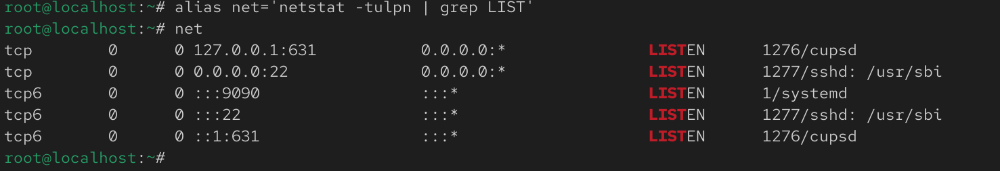 root@localhost:~# alias net='netstat -tulpn | grep LIST'
root@localhost:~# net
tcp        0      0 127.0.0.1:631           0.0.0.0:*               LISTEN      1276/cupsd
tcp        0      0 0.0.0.0:22              0.0.0.0:*               LISTEN      1277/sshd: /usr/sbi
tcp6       0      0 :::9090                 :::*                    LISTEN      1/systemd
tcp6       0      0 :::22                   :::*                    LISTEN      1277/sshd: /usr/sbi
tcp6       0      0 ::1:631                 :::*                    LISTEN      1276/cupsd
root@localhost:~#